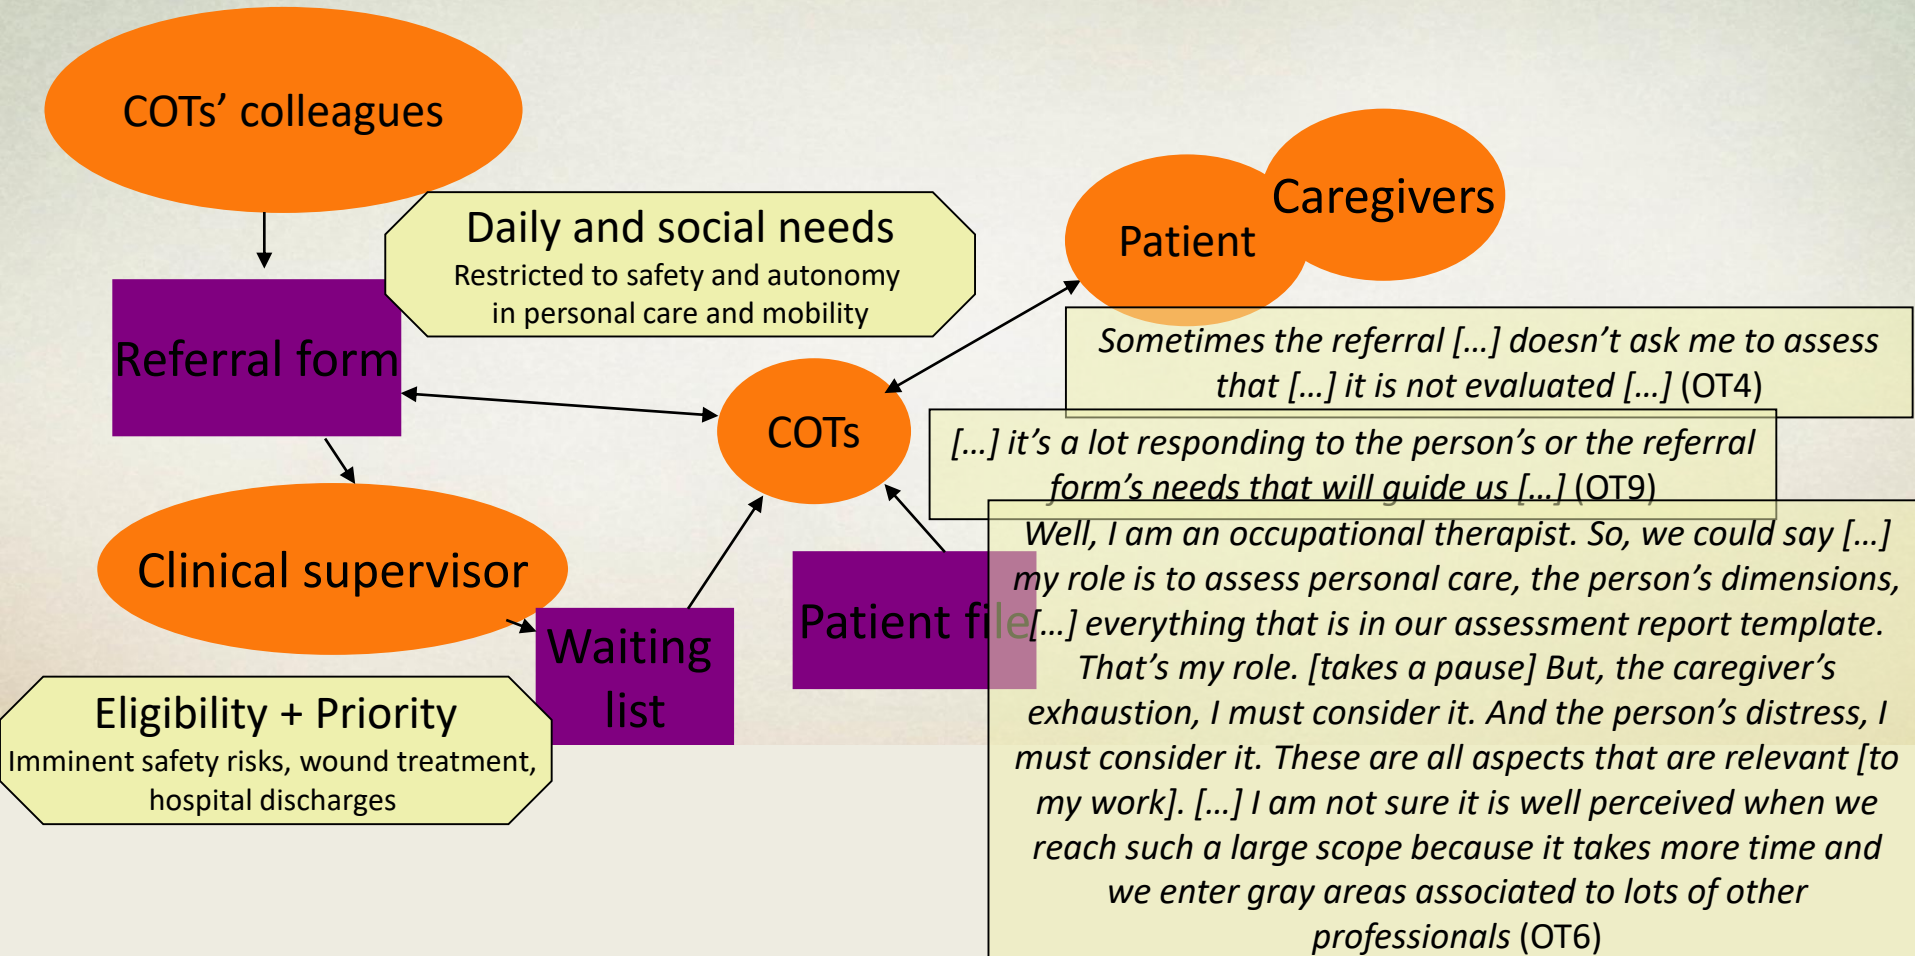 COTs’ colleagues
Caregivers
Patient
Daily and social needs
Restricted to safety and autonomy
in personal care and mobility
Referral form
COTs
Sometimes the referral […] doesn’t ask me to assess
that […] it is not evaluated […] (OT4)
[…] it’s a lot responding to the person’s or the referral
form’s needs that will guide us […] (OT9)
Clinical supervisor
Waiting
list
Patient file
Eligibility + Priority
Imminent safety risks, wound treatment,
hospital discharges
Well, I am an occupational therapist. So, we could say […]
my role is to assess personal care, the person’s dimensions,
[…] everything that is in our assessment report template.
That’s my role. [takes a pause] But, the caregiver’s
exhaustion, I must consider it. And the person’s distress, I
must consider it. These are all aspects that are relevant [to
my work]. […] I am not sure it is well perceived when we
reach such a large scope because it takes more time and
we enter gray areas associated to lots of other
professionals (OT6)